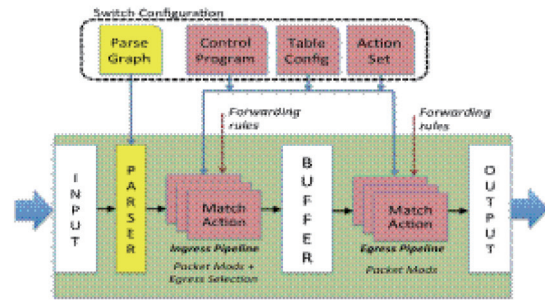 Switch Configuration
Parse
Graph
Control
Program
Table
Config
Action
Set
Forwarding
rules
Forwarding
rules
INPUT
PARSER
Match
Action
Ingress Pipeline
Packet Mods +
Egress Selection
BUFFER
Match
Action
Egress Pipeline
Packet Mods
OUTPUT